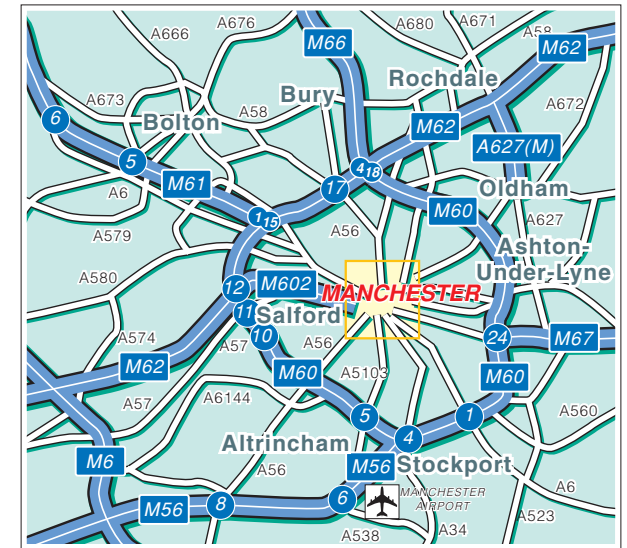 A666
A676
M66
A680
A671
A58
M62
Rochdale
Bury
A673
A58
6
Bolton
M62
A672
A627(M)
5
4
18
A6
M61
17
Oldham
M60
1
15
A56
A627
A579
Ashton-
Under-Lyne
A580
M602
12
MANCHESTER
11
Salford
10
A57
A56
24
M67
A574
M62
M60
A5103
M60
A57
A6144
5
1
A560
4
Altrincham
M6
A56
M56
Stockport
A6
MANCHESTER
AIRPORT
M56
8
6
A523
A34
A538